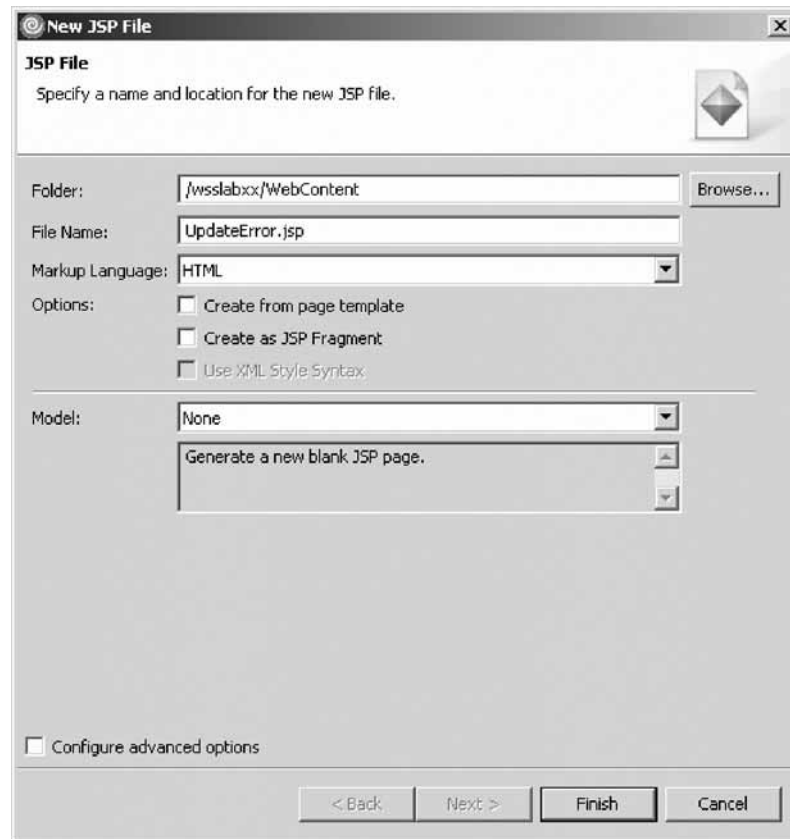 New JSP File
JSP File
Specify a name and location for the new JSP file.
Folder: /wsslabxx/WebContent Browse...
File Name: UpdateError.jsp
Markup Language: HTML
Options: Create from page template
Create as JSP Fragment
Use XML Style Syntax
Model: None
Generate a new blank JSP page.
Configure advanced options
< Back Next > Finish Cancel